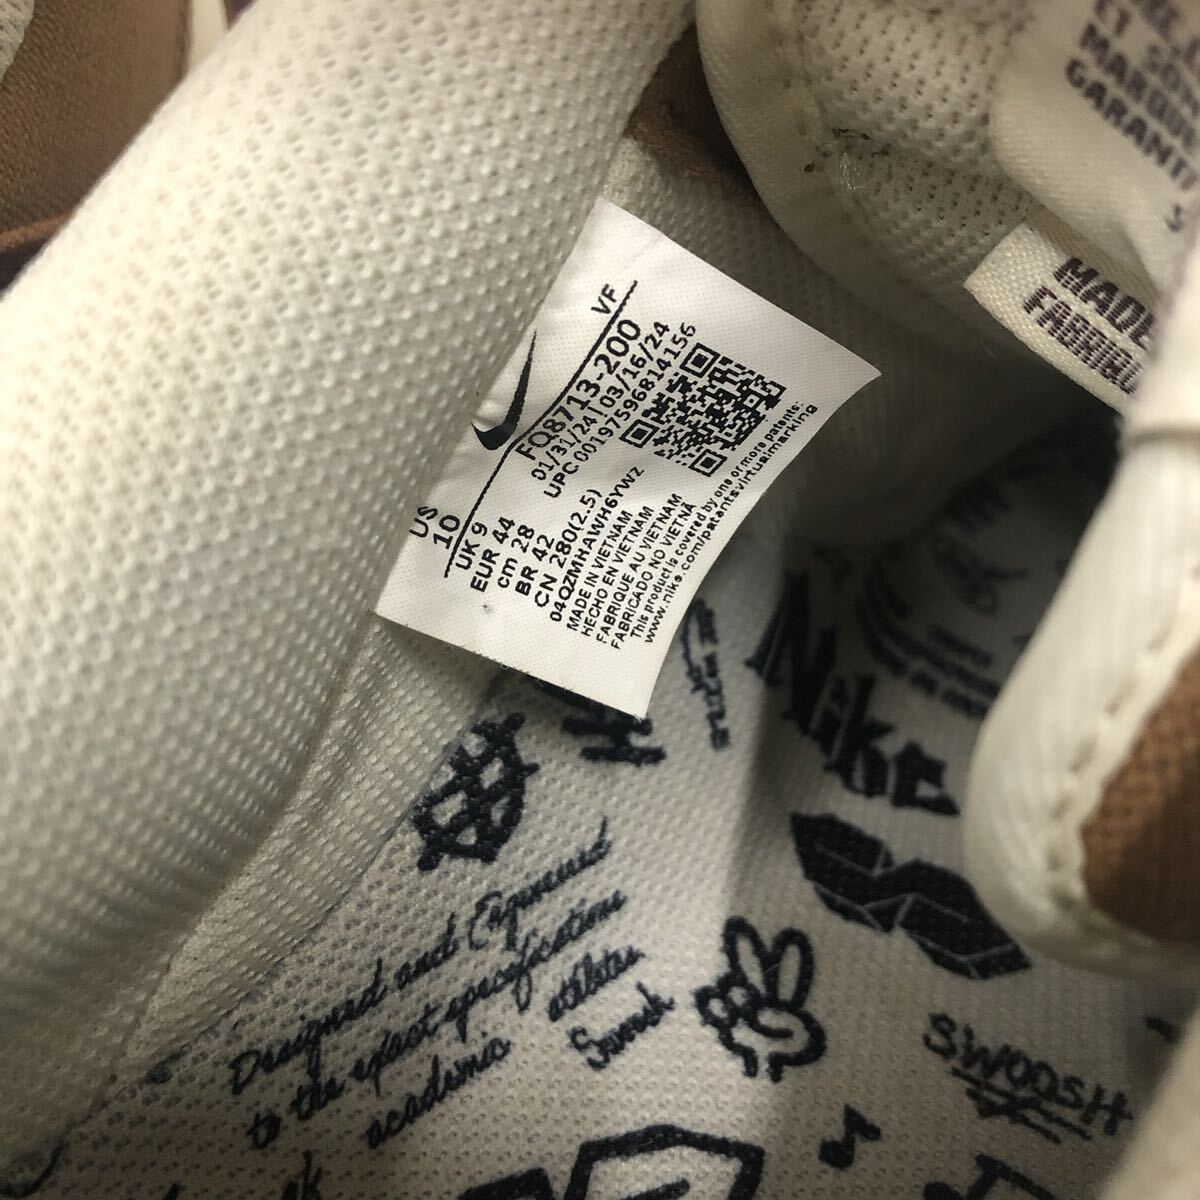 VF
FQ8713-200
01/31/24|03/16/24
UPC 00197596814156
US
10
UK 9
EUR 44
cm 28
BR 42
CN 280(2.5)
04QZMHAWH6YWZ
MADE IN VIETNAM
HECHO EN VIETNAM
FABRIQUE AU VIETNAM
FABRICADO NO VIETNÃ
This product is covered by one or more patents:
www.nike.com/patentsvirtualmarking
MADE
Nike
Designed and Engineered
to the exact specifications
academic athletes
Swoosh
SWOOSH